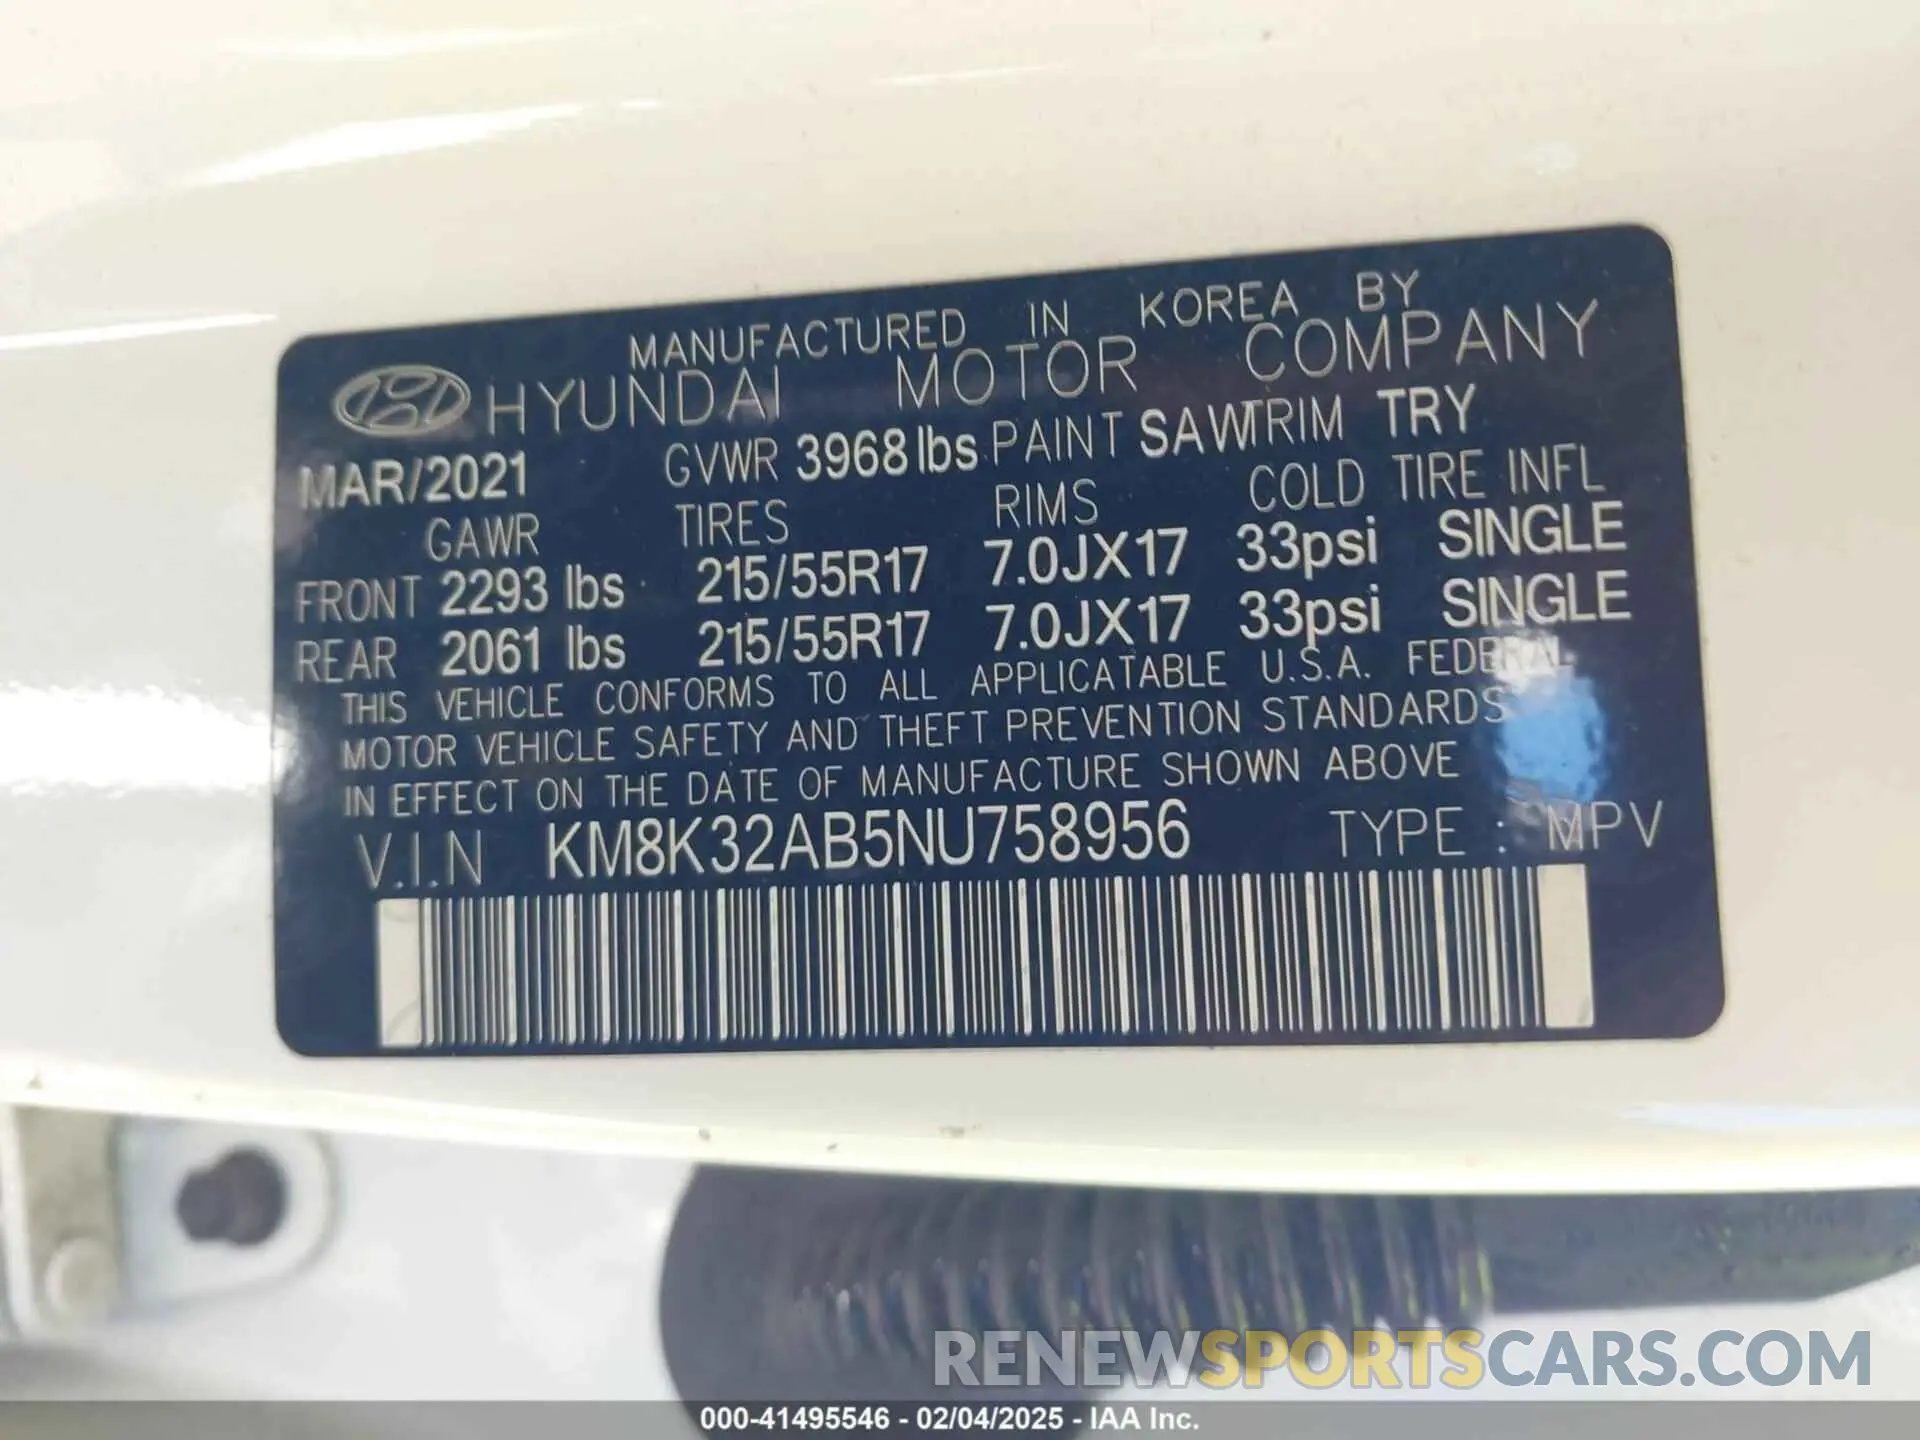 MANUFACTURED IN KOREA BY
HYUNDAI MOTOR COMPANY
MAR/2021 GVWR 3968 lbs PAINT SAW TRIM TRY
GAWR TIRES RIMS COLD TIRE INFL
FRONT 2293 lbs 215/55R17 7.0JX17 33psi SINGLE
REAR 2061 lbs 215/55R17 7.0JX17 33psi SINGLE
THIS VEHICLE CONFORMS TO ALL APPLICATABLE U.S.A. FEDERAL
MOTOR VEHICLE SAFETY AND THEFT PREVENTION STANDARDS
IN EFFECT ON THE DATE OF MANUFACTURE SHOWN ABOVE
V.I.N KM8K32AB5NU758956 TYPE : MPV
RENEWSPORTSCARS.COM
000-41495546 - 02/04/2025 - IAA Inc.